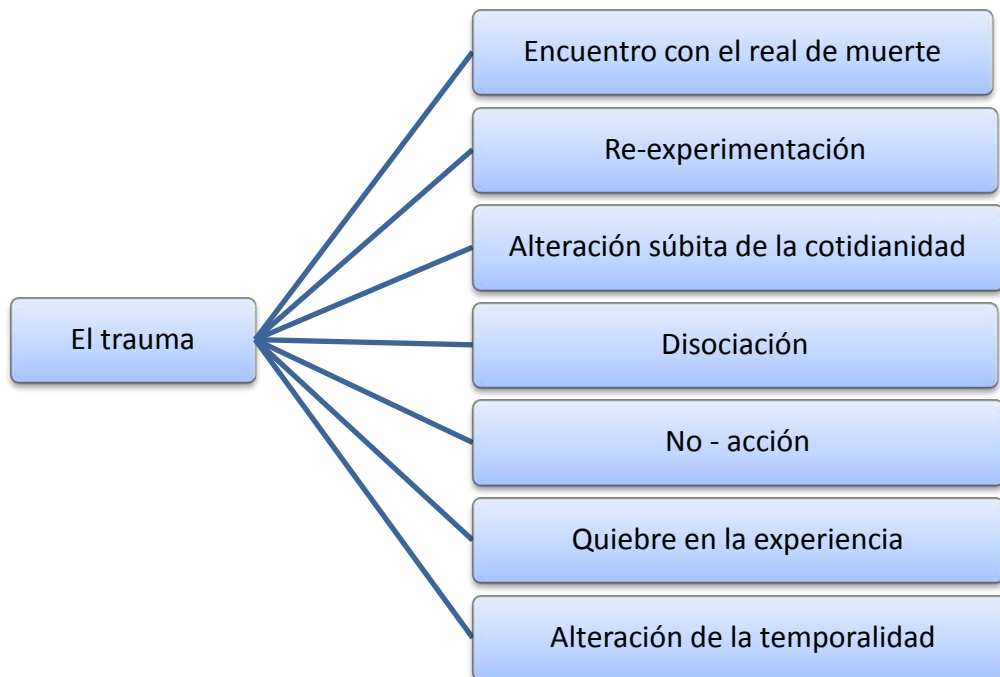 El trauma
Encuentro con el real de muerte
Re-experimentación
Alteración súbita de la cotidianidad
Disociación
No - acción
Quiebre en la experiencia
Alteración de la temporalidad